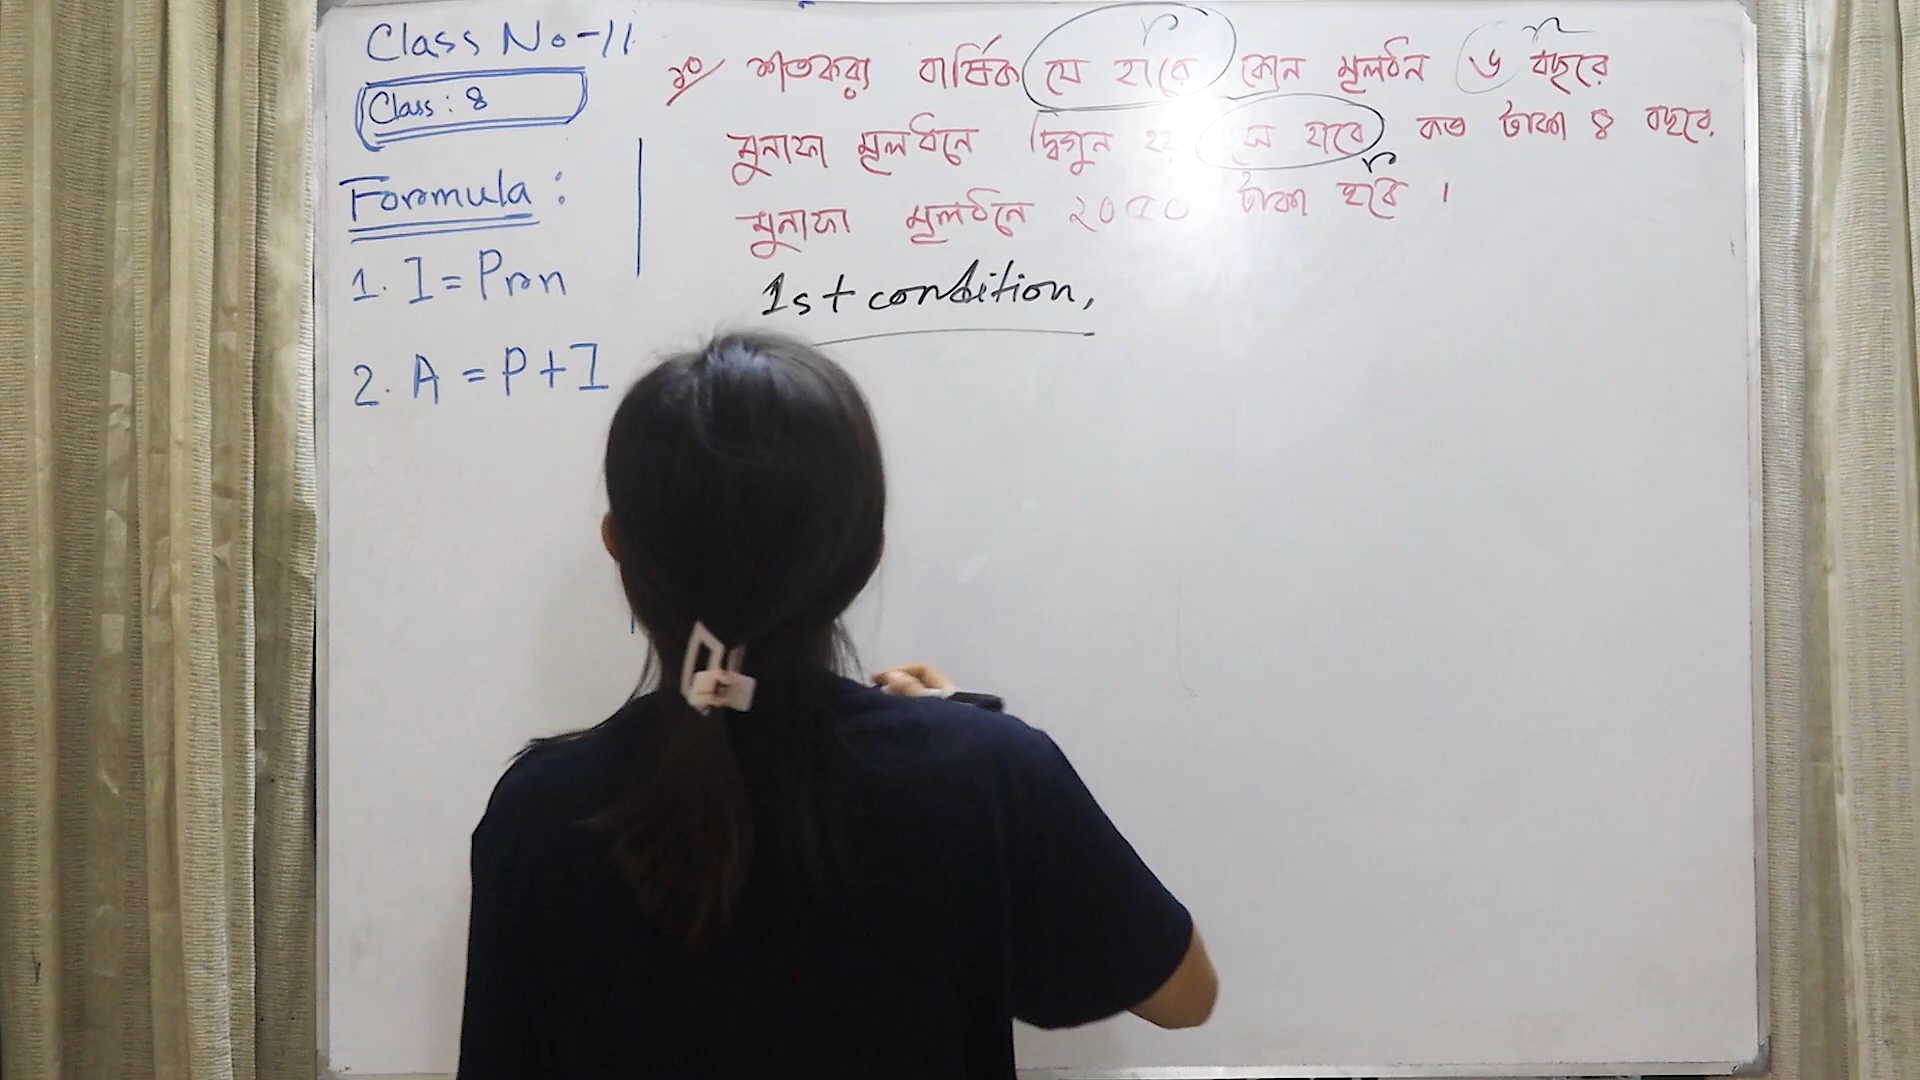 Class No-11
Class: 8
Formula:
1. I = Prn
2. A = P+I
১০/ শতকরা বার্ষিক যে হারে কোন মূলধন ৬ বছরে
মুনাফা মূলধনে দ্বিগুন হয় সে হারে কত টাকা ৪ বছরে
মুনাফা মূলধনে ২০৫০ টাকা হবে ।
r
n
r
1st condition,